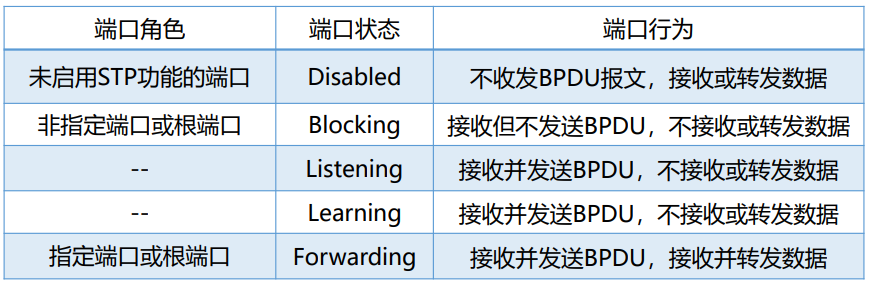 端口角色 端口状态 端口行为
未启用STP功能的端口 Disabled 不收发BPDU报文，接收或转发数据
非指定端口或根端口 Blocking 接收但不发送BPDU，不接收或转发数据
-- Listening 接收并发送BPDU，不接收或转发数据
-- Learning 接收并发送BPDU，不接收或转发数据
指定端口或根端口 Forwarding 接收并发送BPDU，接收并转发数据